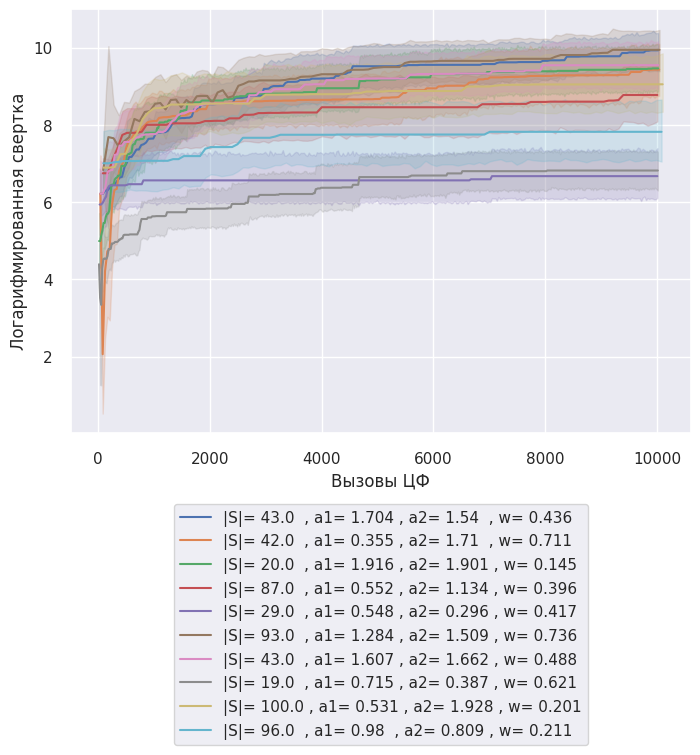 10
8
6
4
2
Логарифмированная свертка
0 2000 4000 6000 8000 10000
Вызовы ЦФ
|S|= 43.0 , a1= 1.704 , a2= 1.54 , w= 0.436
|S|= 42.0 , a1= 0.355 , a2= 1.71 , w= 0.711
|S|= 20.0 , a1= 1.916 , a2= 1.901 , w= 0.145
|S|= 87.0 , a1= 0.552 , a2= 1.134 , w= 0.396
|S|= 29.0 , a1= 0.548 , a2= 0.296 , w= 0.417
|S|= 93.0 , a1= 1.284 , a2= 1.509 , w= 0.736
|S|= 43.0 , a1= 1.607 , a2= 1.662 , w= 0.488
|S|= 19.0 , a1= 0.715 , a2= 0.387 , w= 0.621
|S|= 100.0 , a1= 0.531 , a2= 1.928 , w= 0.201
|S|= 96.0 , a1= 0.98 , a2= 0.809 , w= 0.211